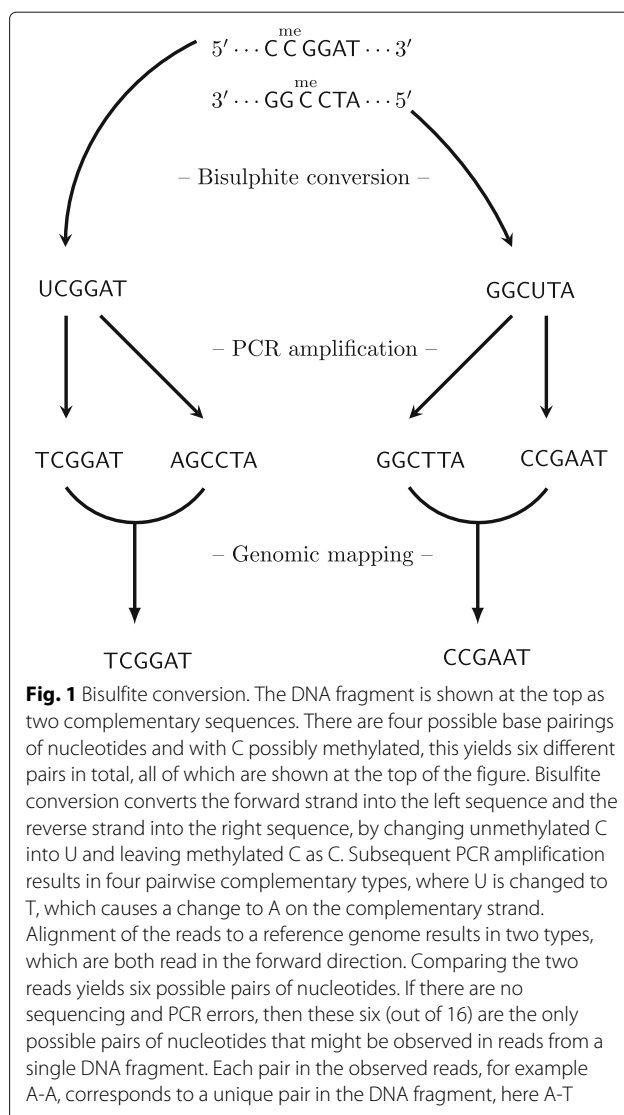 me
5′ ··· C C GGAT ··· 3′
me
3′ ··· GG C CTA ··· 5′
– Bisulphite conversion –
UCGGAT GGCUTA
– PCR amplification –
TCGGAT AGCCTA GGCTTA CCGAAT
– Genomic mapping –
TCGGAT CCGAAT
Fig. 1 Bisulfite conversion. The DNA fragment is shown at the top as
two complementary sequences. There are four possible base pairings
of nucleotides and with C possibly methylated, this yields six different
pairs in total, all of which are shown at the top of the figure. Bisulfite
conversion converts the forward strand into the left sequence and the
reverse strand into the right sequence, by changing unmethylated C
into U and leaving methylated C as C. Subsequent PCR amplification
results in four pairwise complementary types, where U is changed to
T, which causes a change to A on the complementary strand.
Alignment of the reads to a reference genome results in two types,
which are both read in the forward direction. Comparing the two
reads yields six possible pairs of nucleotides. If there are no
sequencing and PCR errors, then these six (out of 16) are the only
possible pairs of nucleotides that might be observed in reads from a
single DNA fragment. Each pair in the observed reads, for example
A-A, corresponds to a unique pair in the DNA fragment, here A-T